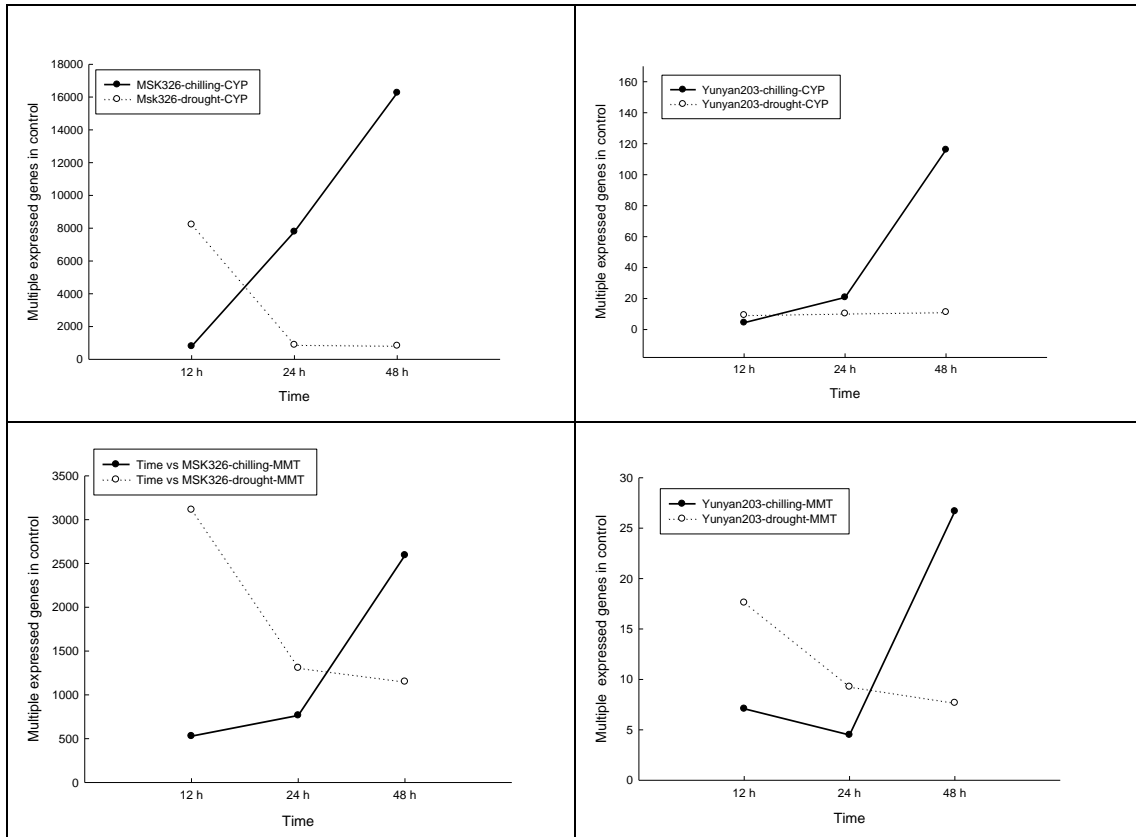 MSK326-chilling-CYP
Msk326-drought-CYP
Multiple expressed genes in control
18000
16000
14000
12000
10000
8000
6000
4000
2000
0
12 h 24 h 48 h
Time
Yunyan203-chilling-CYP
Yunyan203-drought-CYP
Multiple expressed genes in control
160
140
120
100
80
60
40
20
0
12 h 24 h 48 h
Time
Time vs MSK326-chilling-MMT
Time vs MSK326-drought-MMT
Multiple expressed genes in control
3500
3000
2500
2000
1500
1000
500
0
12 h 24 h 48 h
Time
Yunyan203-chilling-MMT
Yunyan203-drought-MMT
Multiple expressed genes in control
30
25
20
15
10
5
0
12 h 24 h 48 h
Time